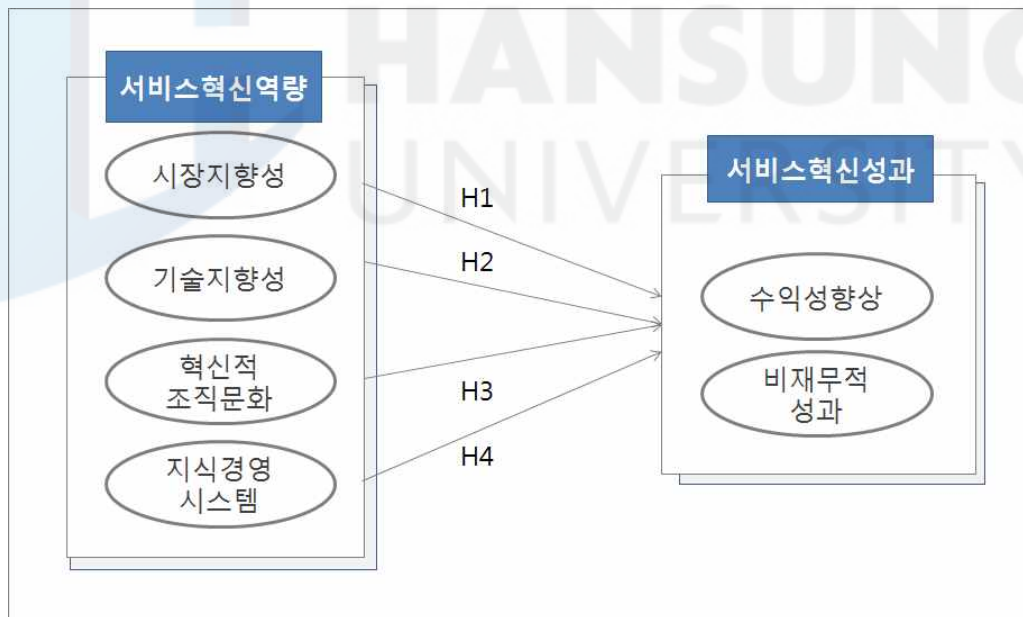 HANSUNG
UNIVERSITY
서비스혁신역량
시장지향성
기술지향성
혁신적
조직문화
지식경영
시스템
H1
H2
H3
H4
서비스혁신성과
수익성향상
비재무적
성과